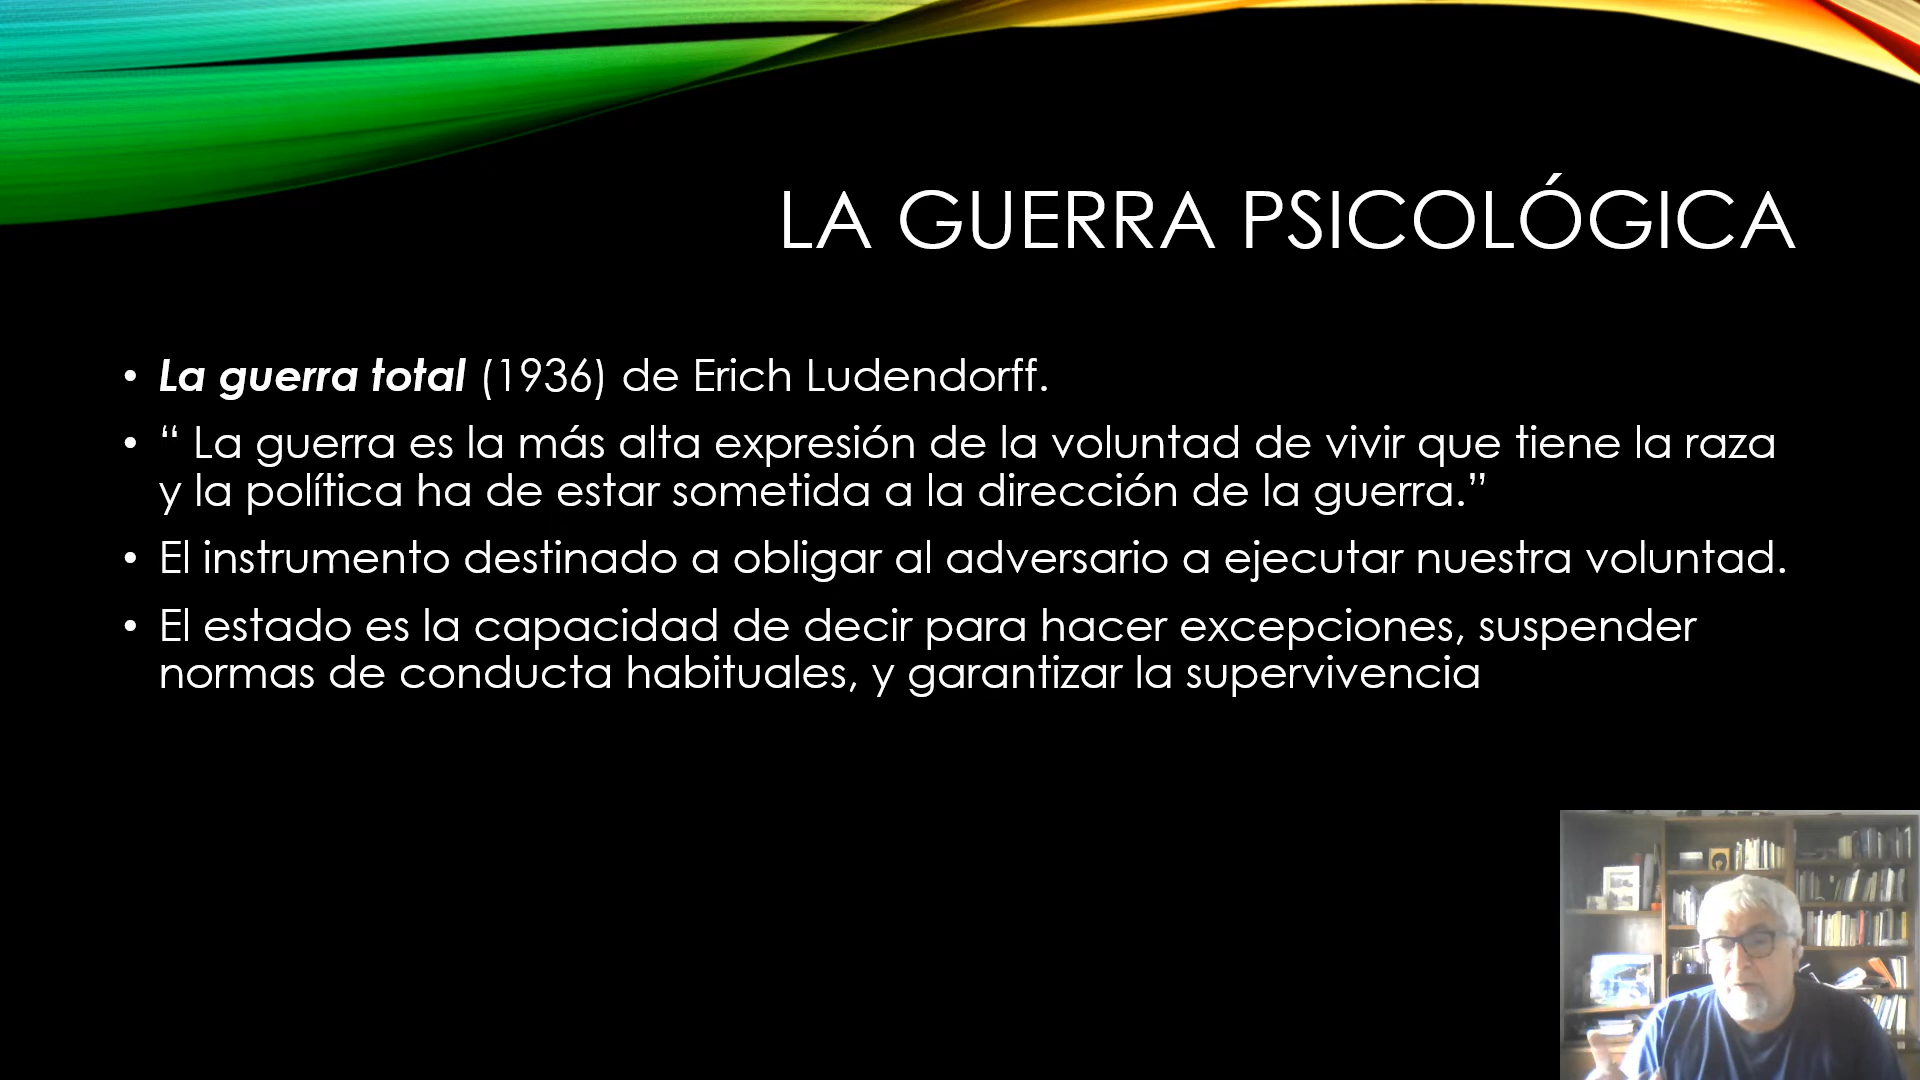 LA GUERRA PSICOLÓGICA
• La guerra total (1936) de Erich Ludendorff.
• “ La guerra es la más alta expresión de la voluntad de vivir que tiene la raza
y la política ha de estar sometida a la dirección de la guerra.”
• El instrumento destinado a obligar al adversario a ejecutar nuestra voluntad.
• El estado es la capacidad de decir para hacer excepciones, suspender
normas de conducta habituales, y garantizar la supervivencia